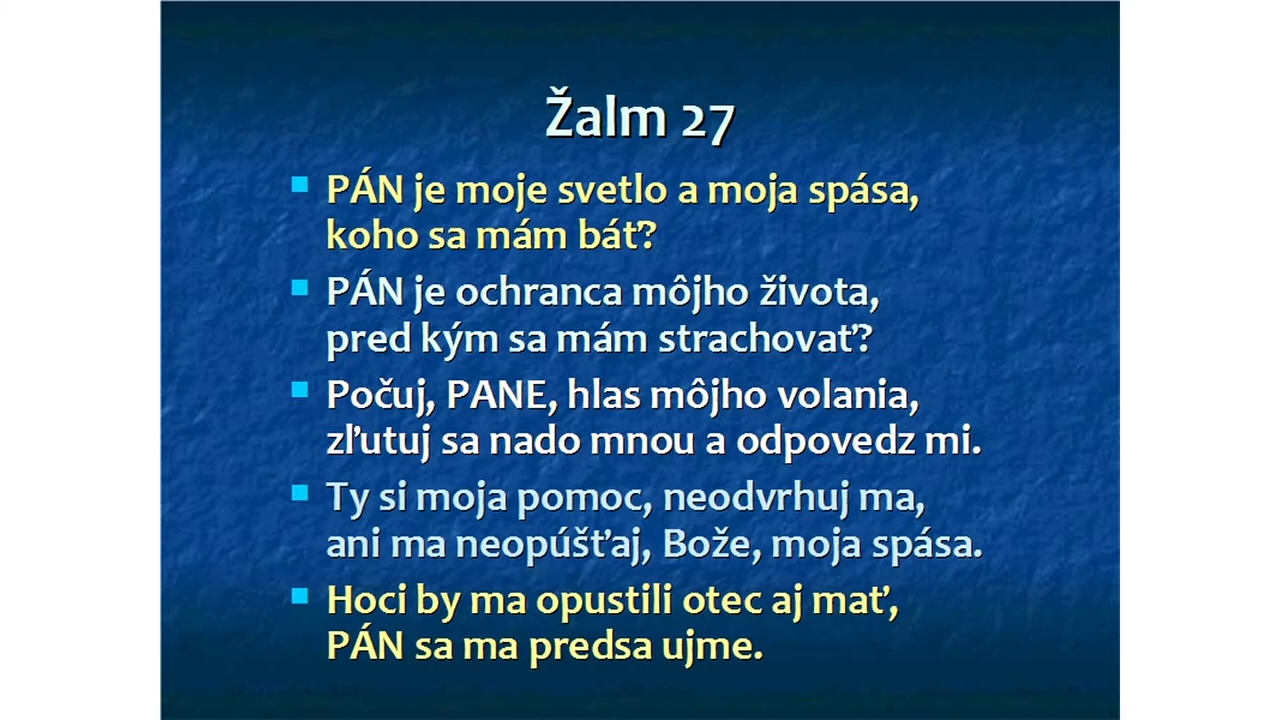 Žalm 27
PÁN je moje svetlo a moja spása,
koho sa mám báť?
PÁN je ochranca môjho života,
pred kým sa mám strachovať?
Počuj, PANE, hlas môjho volania,
zľutuj sa nado mnou a odpovedz mi.
Ty si moja pomoc, neodvrhuj ma,
ani ma neopúšťaj, Bože, moja spása.
Hoci by ma opustili otec aj mať,
PÁN sa ma predsa ujme.